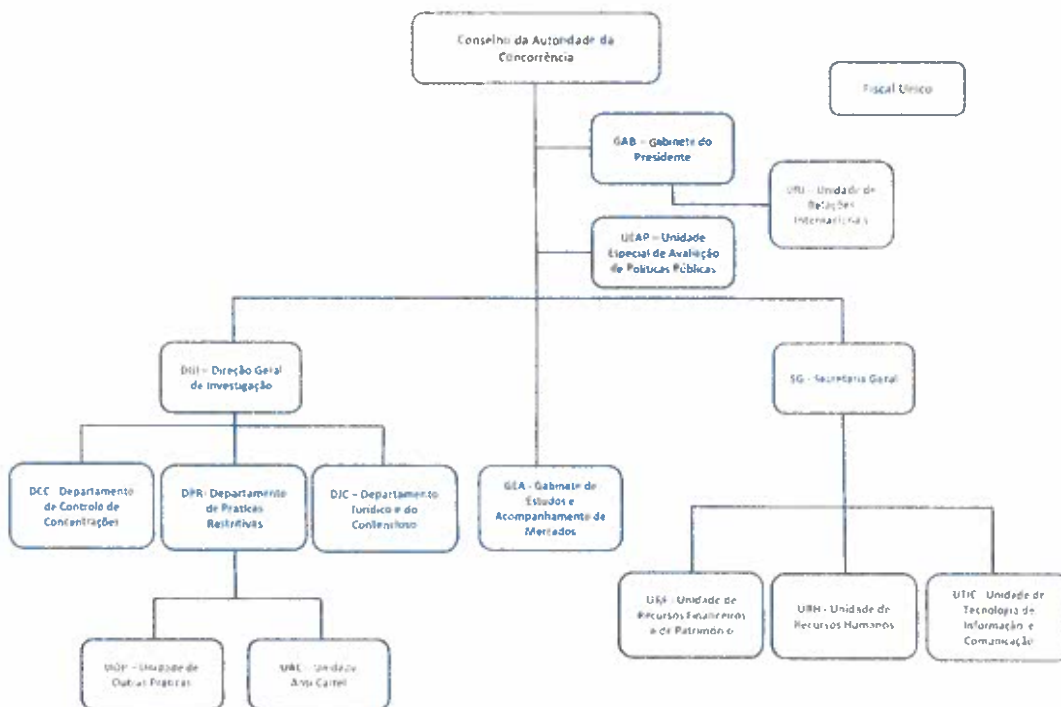 Conselho da Autoridade da
Concorrência
Fiscal Único
GAB – Gabinete do
Presidente
URI – Unidade de
Relações
Internacionais
UEAP – Unidade
Especial de Avaliação
de Políticas Públicas
DGI – Direção Geral
de Investigação
SG - Secretaria Geral
DCC - Departamento
de Controlo de
Concentrações
DPR - Departamento
de Praticas
Restritivas
DJC – Departamento
Jurídico e do
Contencioso
GEA - Gabinete de
Estudos e
Acompanhamento de
Mercados
Unidade de
Recursos Financeiros
e de Património
URH - Unidade de
Recursos Humanos
UTIC - Unidade de
Tecnologia de
Informação e
Comunicação
UOP – Unidade de
Outras Praticas
UAC – Unidade
Anti Cartel